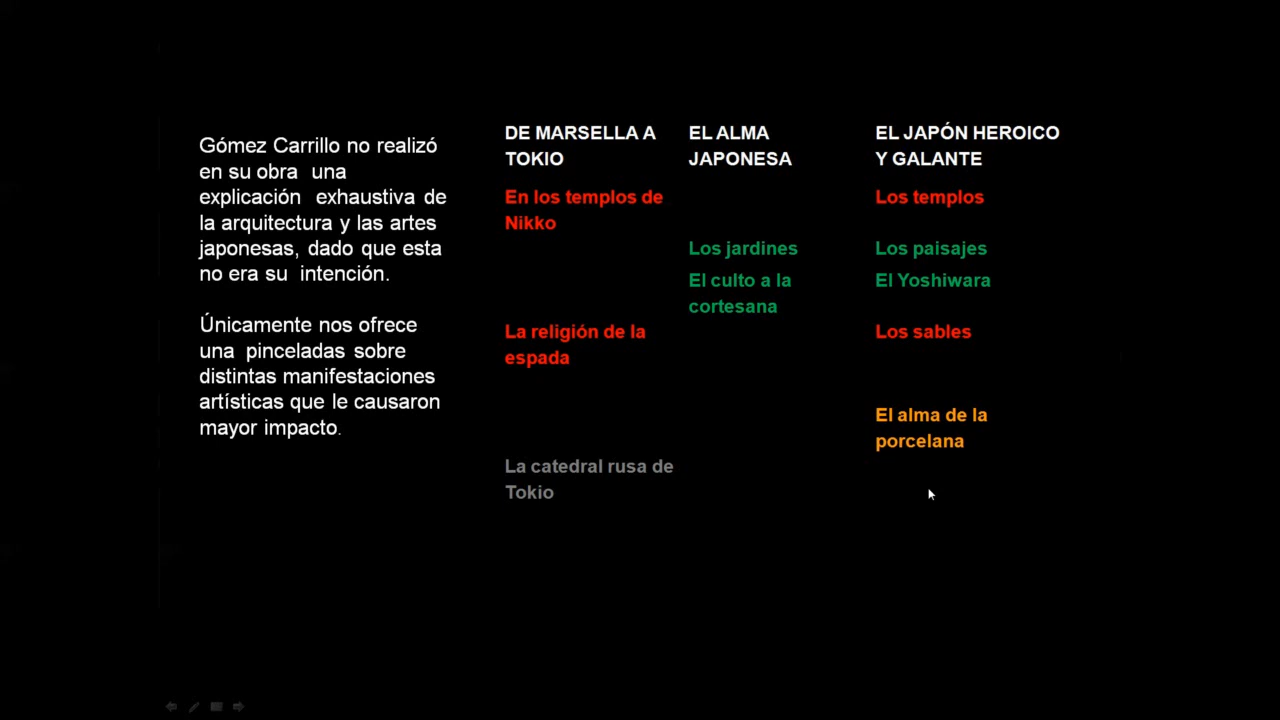 Gómez Carrillo no realizó
en su obra una
explicación exhaustiva de
la arquitectura y las artes
japonesas, dado que esta
no era su intención.
Únicamente nos ofrece
una pinceladas sobre
distintas manifestaciones
artísticas que le causaron
mayor impacto.
DE MARSELLA A
TOKIO
En los templos de
Nikko
La religión de la
espada
La catedral rusa de
Tokio
EL ALMA
JAPONESA
Los jardines
El culto a la
cortesana
EL JAPÓN HEROICO
Y GALANTE
Los templos
Los paisajes
El Yoshiwara
Los sables
El alma de la
porcelana